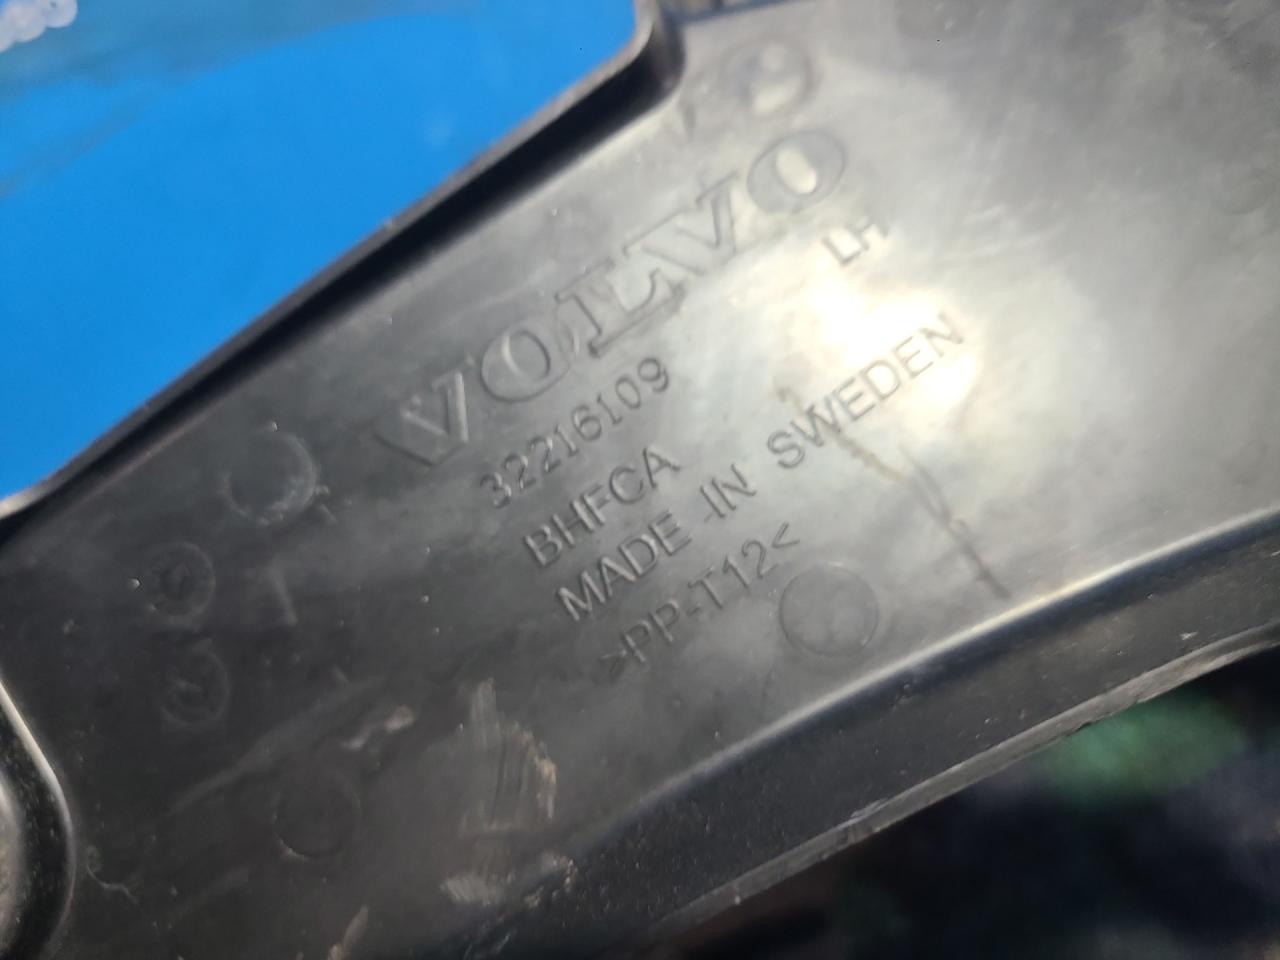 VOLVO
LH
32216109
BHFCA
MADE IN SWEDEN
>PP-T12<